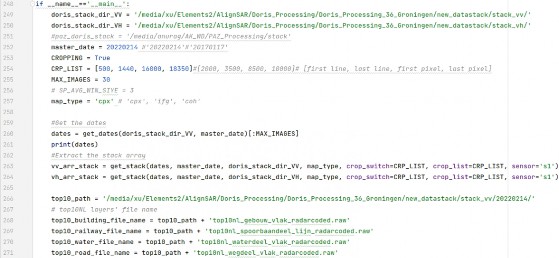 248 if __name__=='__main__':
249 doris_stack_dir_VV = '/media/xu/Elements2/AlignSAR/Doris_Processing/Doris_Processing_36_Groningen/new_datastack/stack_vv/'
250 doris_stack_dir_VH = '/media/xu/Elements2/AlignSAR/Doris_Processing/Doris_Processing_36_Groningen/new_datastack/stack_vh/'
251 #paz_doris_stack = '/media/anurag/AK_WD/PAZ_Processing/stack'
252 master_date = 20220214 #'20220214'#'20170117'
253 CROPPING = True
254 CRP_LIST = [500, 1440, 16000, 18350]#[2600, 3500, 8500, 10000]# [first line, last line, first pixel, last pixel]
255 MAX_IMAGES = 30
256 # SP_AVG_WIN_SIZE = 3
257 map_type = 'cpx' # 'cpx', 'ifg', 'coh'
258
259 #Get the dates
260 dates = get_dates(doris_stack_dir_VV, master_date)[:MAX_IMAGES]
261 print(dates)
262 #Extract the stack array
263 vv_arr_stack = get_stack(dates, master_date, doris_stack_dir_VV, map_type, crop_switch=CRP_LIST, crop_list=CRP_LIST, sensor='s1')
264 vh_arr_stack = get_stack(dates, master_date, doris_stack_dir_VH, map_type, crop_switch=CRP_LIST, crop_list=CRP_LIST, sensor='s1')
265
266 top10_path = '/media/xu/Elements2/AlignSAR/Doris_Processing/Doris_Processing_36_Groningen/new_datastack/stack_vv/20220214/'
267 # top10NL layers' file name
268 top10_building_file_name = top10_path + 'top10nl_gebouw_vlak_radarcoded.raw'
269 top10_railway_file_name = top10_path + 'top10nl_spoorbaandeel_lijn_radarcoded.raw'
270 top10_water_file_name = top10_path + 'top10nl_waterdeel_vlak_radarcoded.raw'
271 top10_road_file_name = top10_path + 'top10nl_wegdeel_vlak_radarcoded.raw'